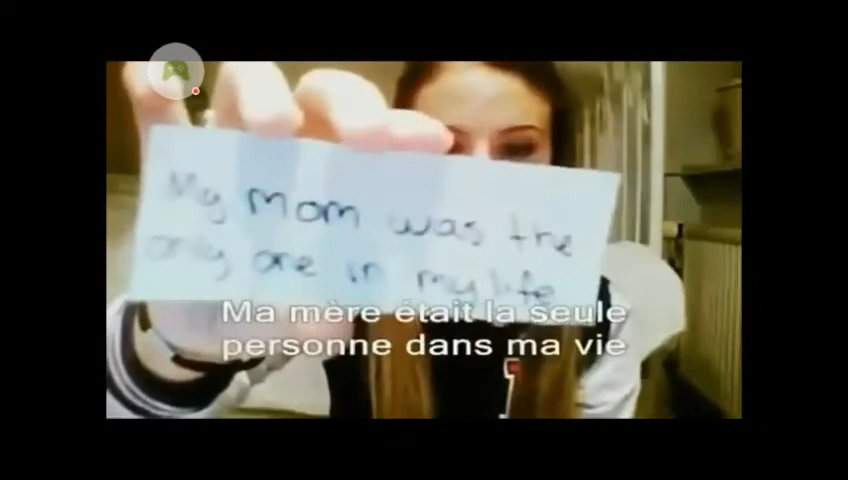 My mom was the
only one in my life
Ma mère était la seule
personne dans ma vie